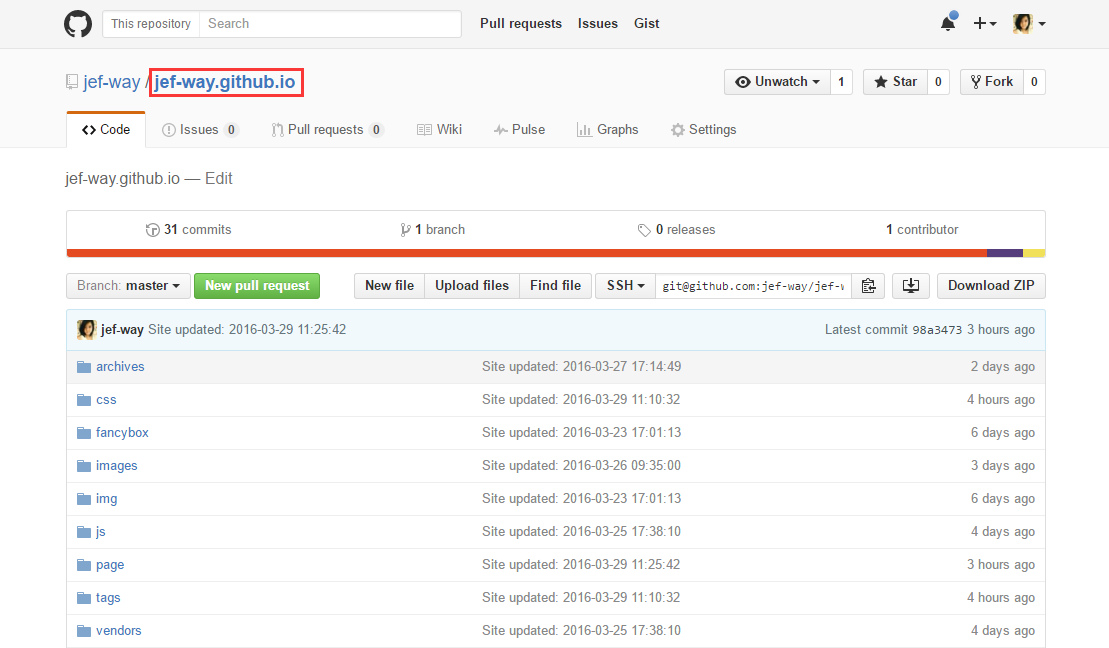 This repository Search Pull requests Issues Gist
jef-way / jef-way.github.io Unwatch 1 Star 0 Fork 0
Code Issues 0 Pull requests 0 Wiki Pulse Graphs Settings
jef-way.github.io — Edit
31 commits 1 branch 0 releases 1 contributor
Branch: master New pull request New file Upload files Find file SSH git@github.com:jef-way/jef-w Download ZIP
jef-way Site updated: 2016-03-29 11:25:42 Latest commit 98a3473 3 hours ago
archives Site updated: 2016-03-27 17:14:49 2 days ago
css Site updated: 2016-03-29 11:10:32 4 hours ago
fancybox Site updated: 2016-03-23 17:01:13 6 days ago
images Site updated: 2016-03-26 09:35:00 3 days ago
img Site updated: 2016-03-23 17:01:13 6 days ago
js Site updated: 2016-03-25 17:38:10 4 days ago
page Site updated: 2016-03-29 11:25:42 3 hours ago
tags Site updated: 2016-03-29 11:10:32 4 hours ago
vendors Site updated: 2016-03-25 17:38:10 4 days ago